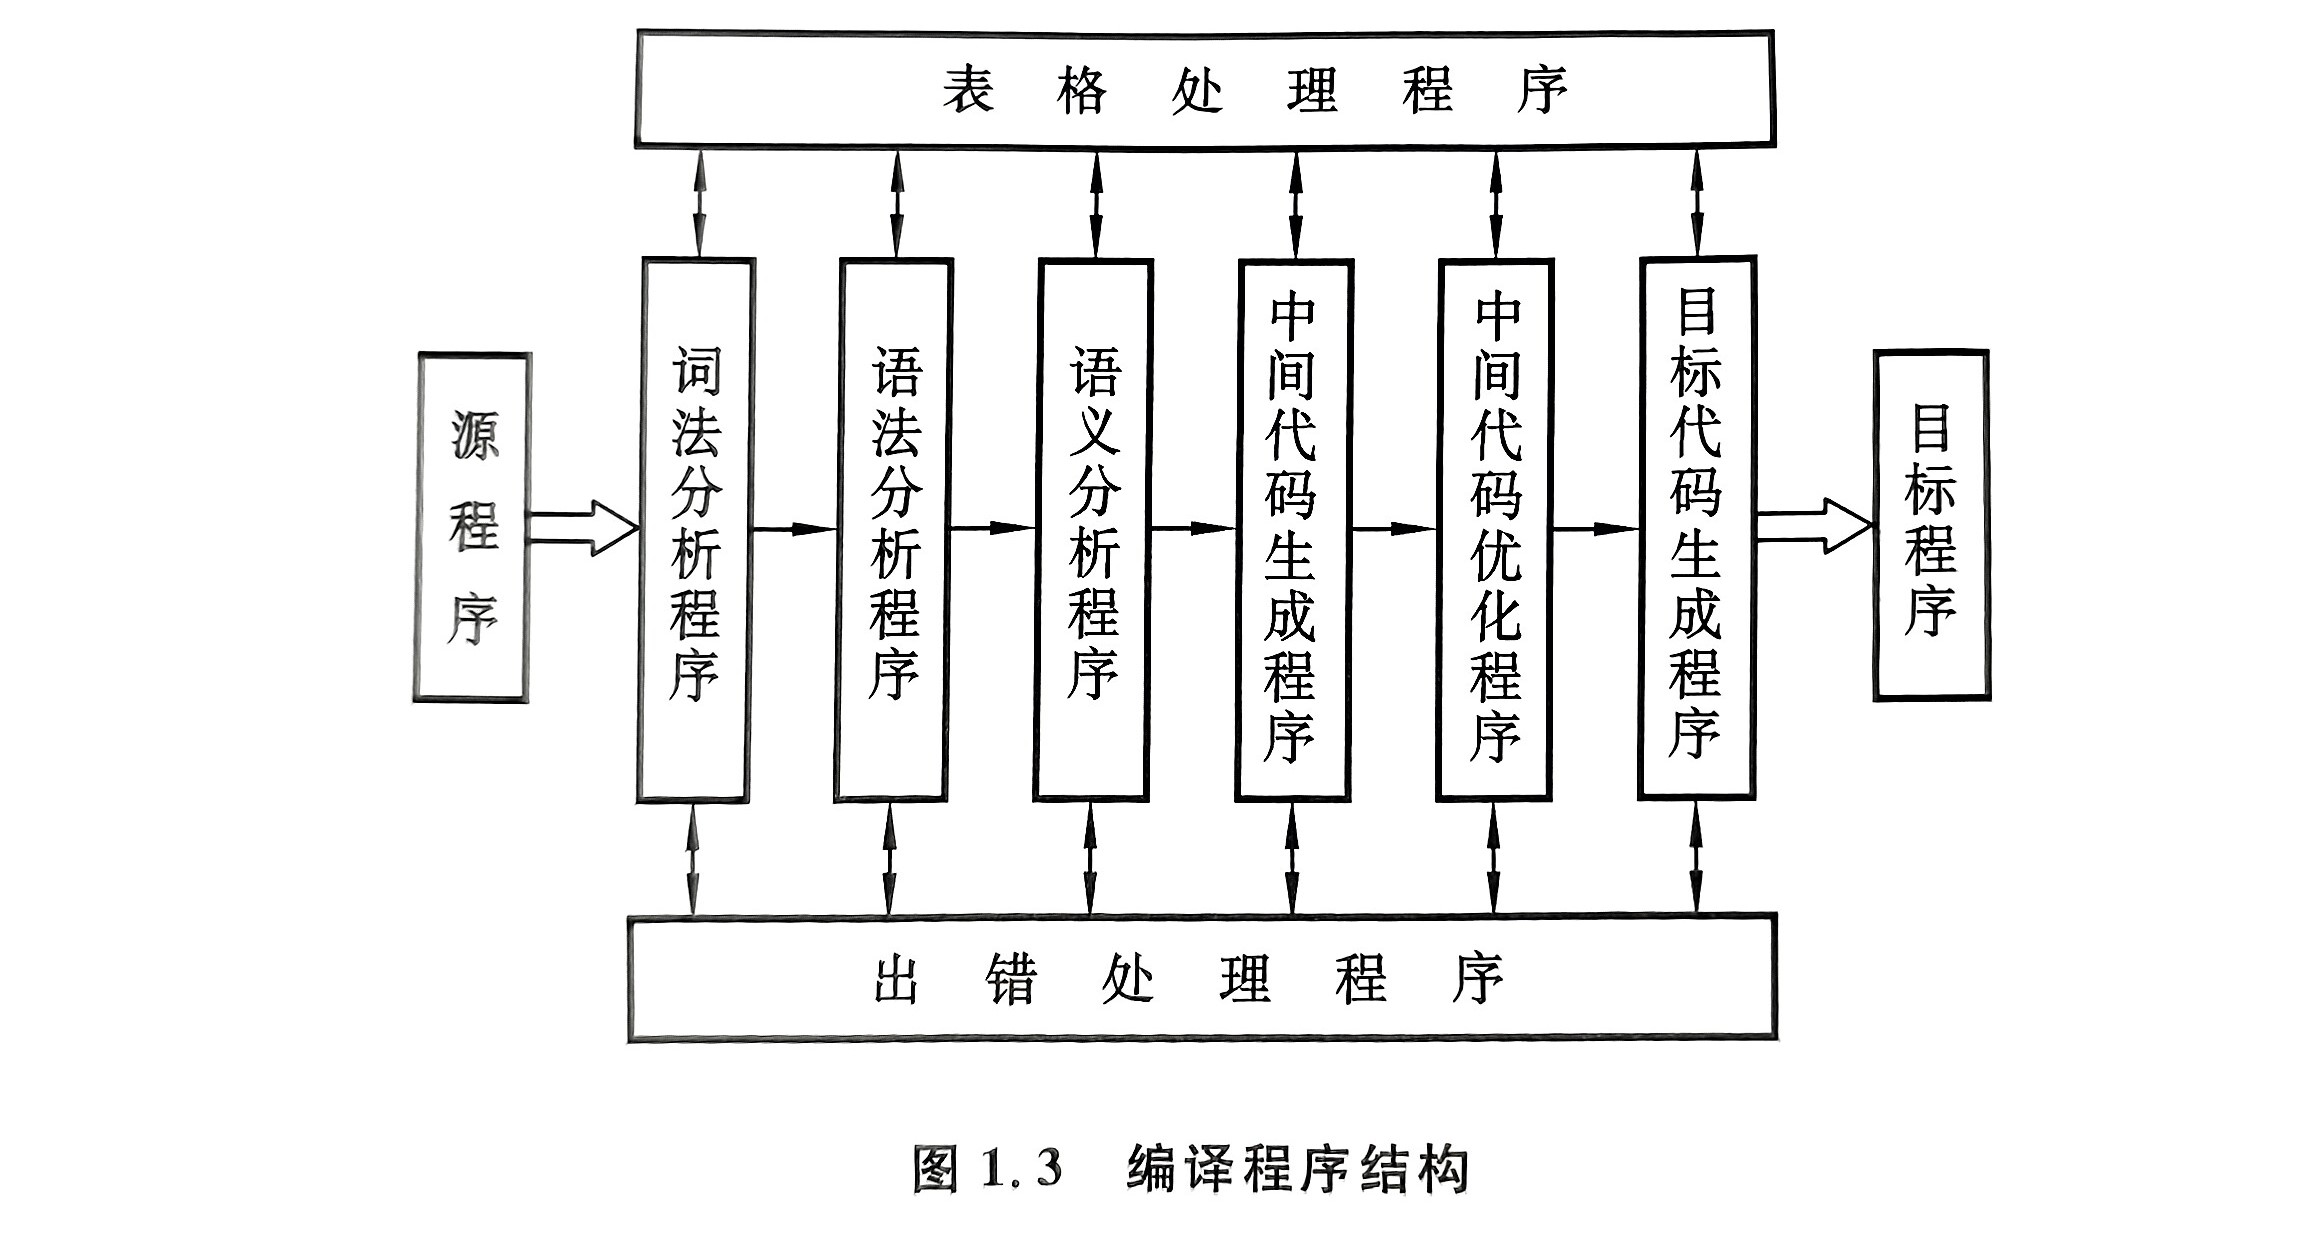 表格处理程序
源程序
词法分析程序
语法分析程序
语义分析程序
中间代码生成程序
中间代码优化程序
目标代码生成程序
目标程序
出错处理程序
图 1.3 编译程序结构